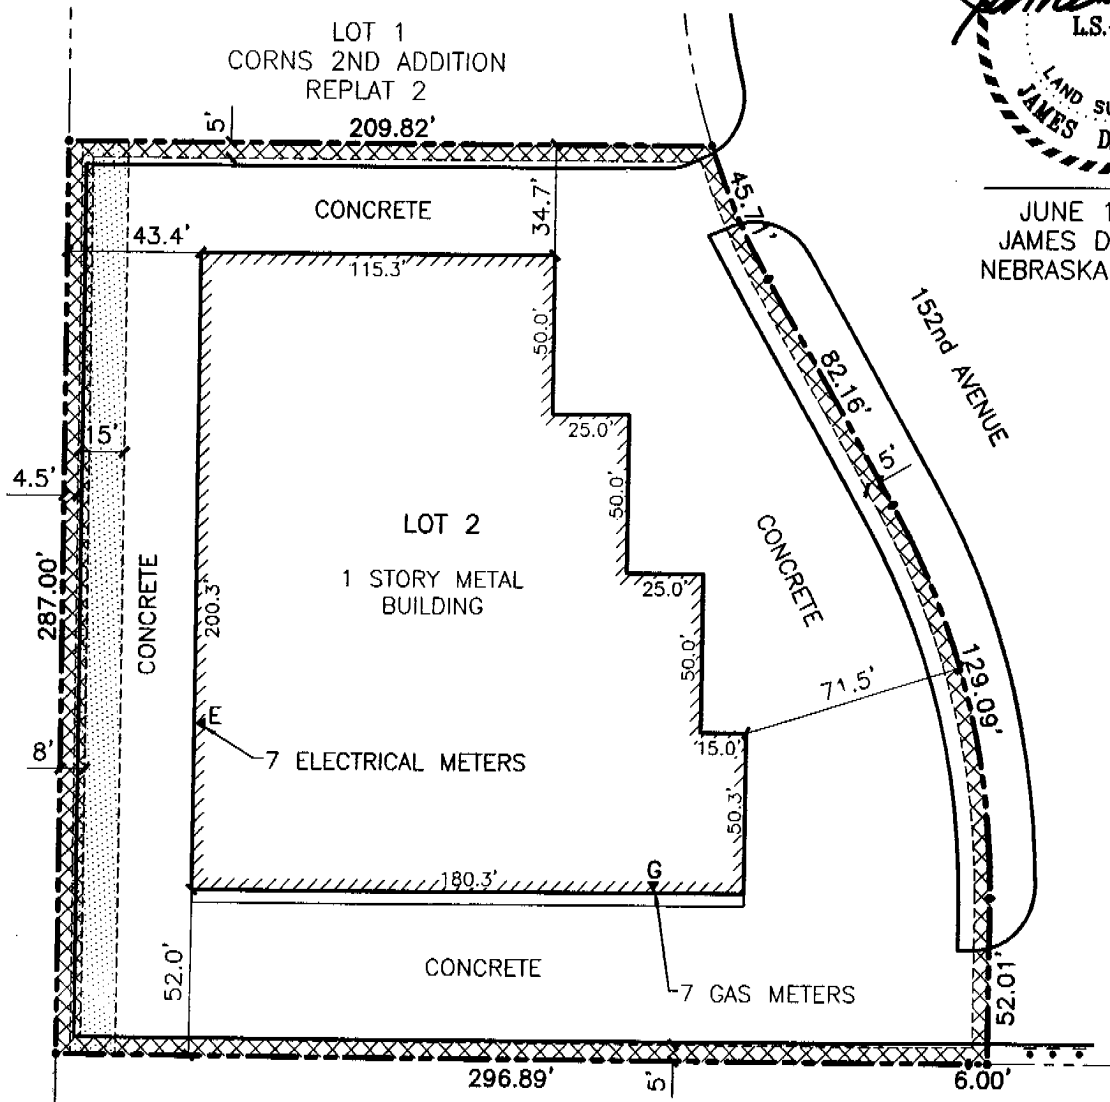 LOT 1
CORNS 2ND ADDITION
REPLAT 2
L.S.
LAND
JAMES D
5'
209.82'
45.71'
JUNE 1
JAMES D
NEBRASKA
CONCRETE
34.7'
43.4'
115.3'
50.0'
152nd AVENUE
82.16'
25.0'
15'
5'
4.5'
50.0'
LOT 2
1 STORY METAL
BUILDING
CONCRETE
25.0'
287.00'
CONCRETE
200.3'
50.0'
71.5'
129.09'
E
7 ELECTRICAL METERS
15.0'
8'
50.3'
180.3'
G
52.0'
CONCRETE
7 GAS METERS
52.01'
296.89'
5'
6.00'